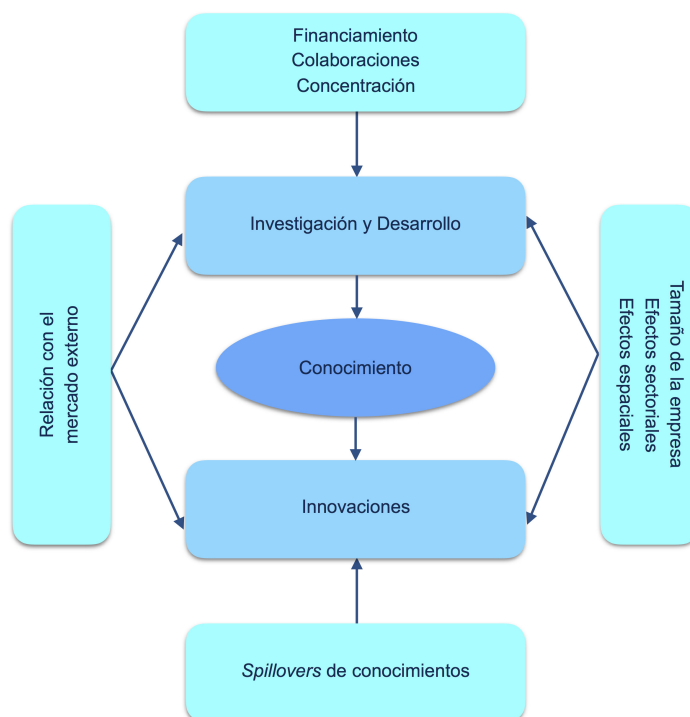 Financiamiento
Colaboraciones
Concentración
Investigación y Desarrollo
Relación con el
mercado externo
Tamaño de la empresa
Efectos sectoriales
Efectos espaciales
Conocimiento
Innovaciones
Spillovers de conocimientos